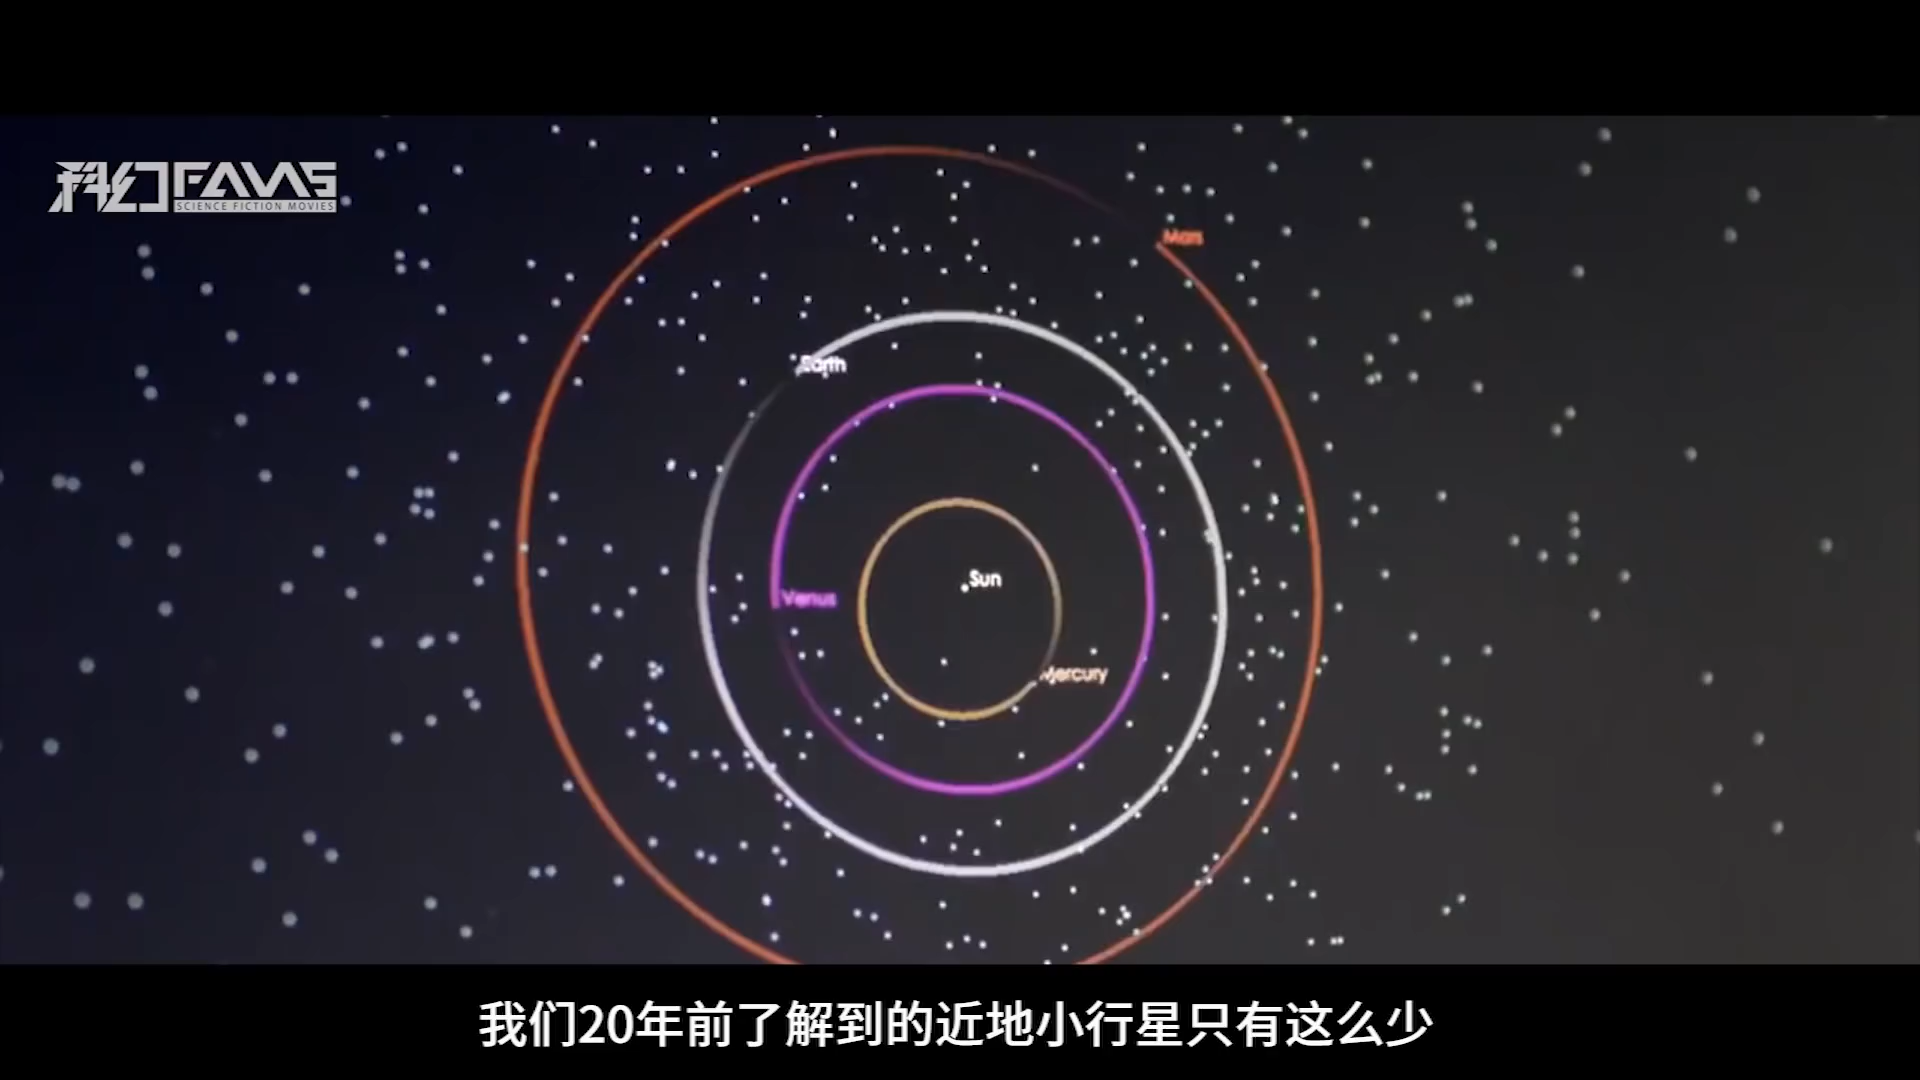 科幻FANS
SCIENCE FICTION MOVIES
Mars
Earth
Sun
Venus
Mercury
我们20年前了解到的近地小行星只有这么少